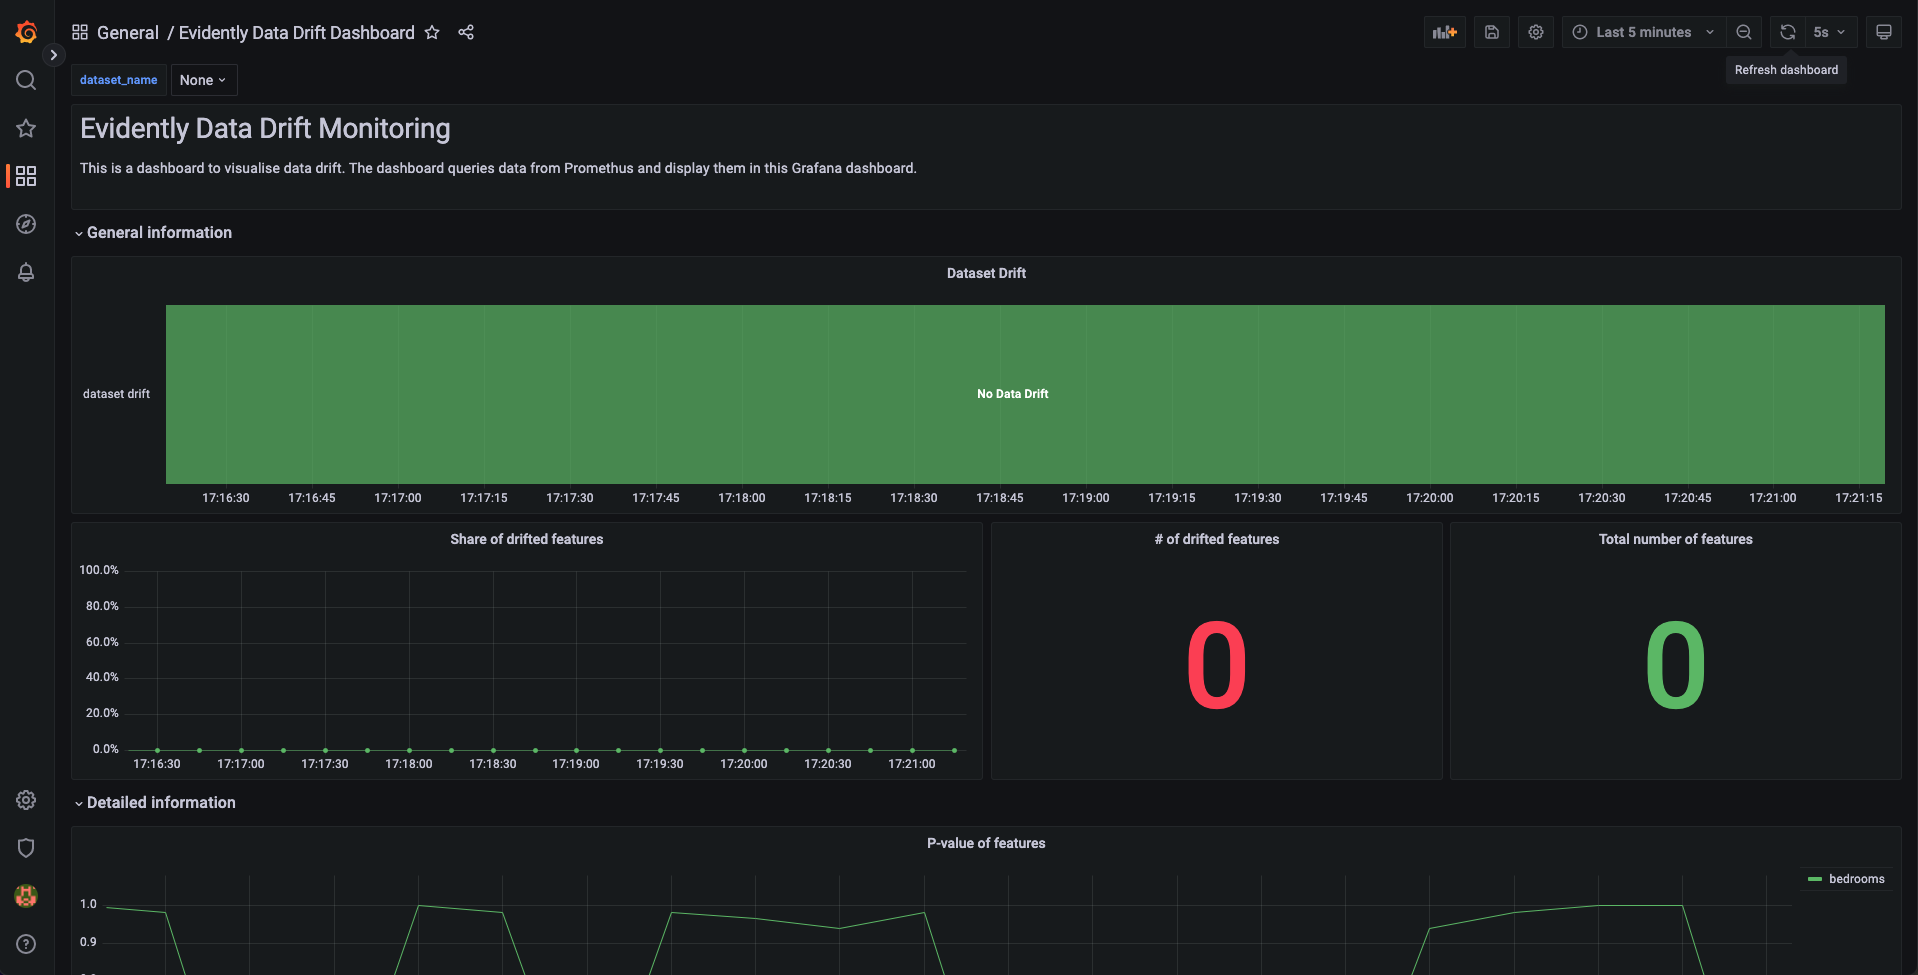 General / Evidently Data Drift Dashboard
Last 5 minutes
5s
Refresh dashboard
dataset_name
None
Evidently Data Drift Monitoring
This is a dashboard to visualise data drift. The dashboard queries data from Promethus and display them in this Grafana dashboard.
General information
Dataset Drift
dataset drift
No Data Drift
17:16:30 17:16:45 17:17:00 17:17:15 17:17:30 17:17:45 17:18:00 17:18:15 17:18:30 17:18:45 17:19:00 17:19:15 17:19:30 17:19:45 17:20:00 17:20:15 17:20:30 17:20:45 17:21:00 17:21:15
Share of drifted features
100.0%
80.0%
60.0%
40.0%
20.0%
0.0%
17:16:30 17:17:00 17:17:30 17:18:00 17:18:30 17:19:00 17:19:30 17:20:00 17:20:30 17:21:00
# of drifted features
0
Total number of features
0
Detailed information
P-value of features
bedrooms
1.0
0.9